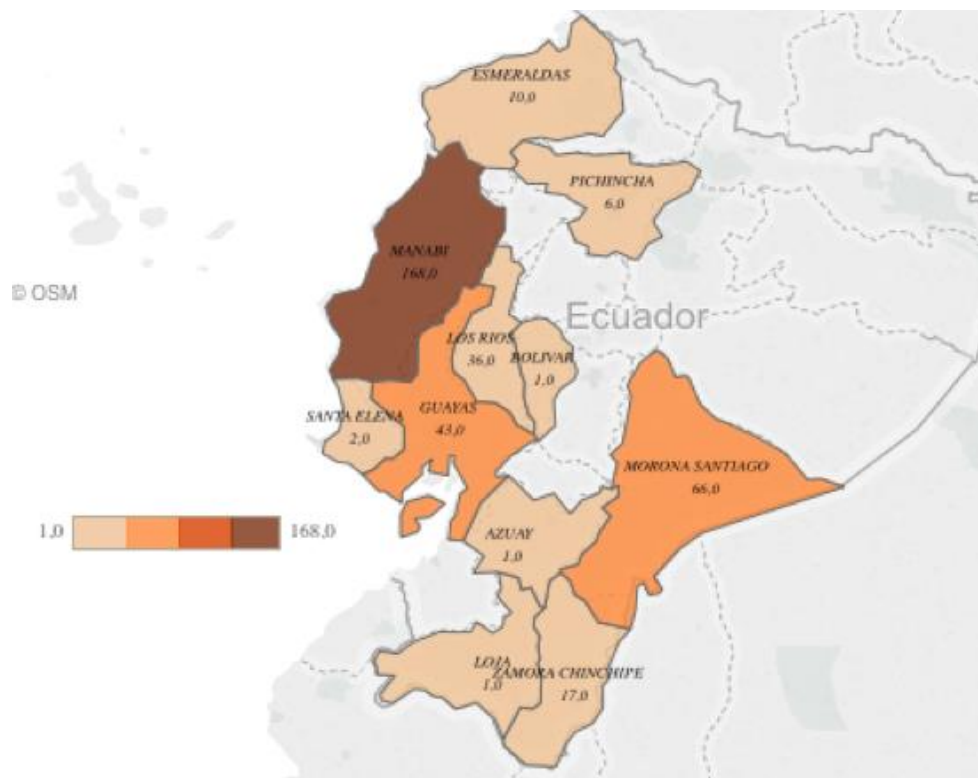 ESMERALDAS
10,0
PICHINCHA
6,0
MANABI
168,0
© OSM
Ecuador
LOS RIOS
36,0
BOLIVAR
1,0
SANTA ELENA
2,0
GUAYAS
43,0
MORONA SANTIAGO
66,0
1,0
168,0
AZUAY
1,0
LOJA
1,0
ZAMORA CHINCHIPE
17,0